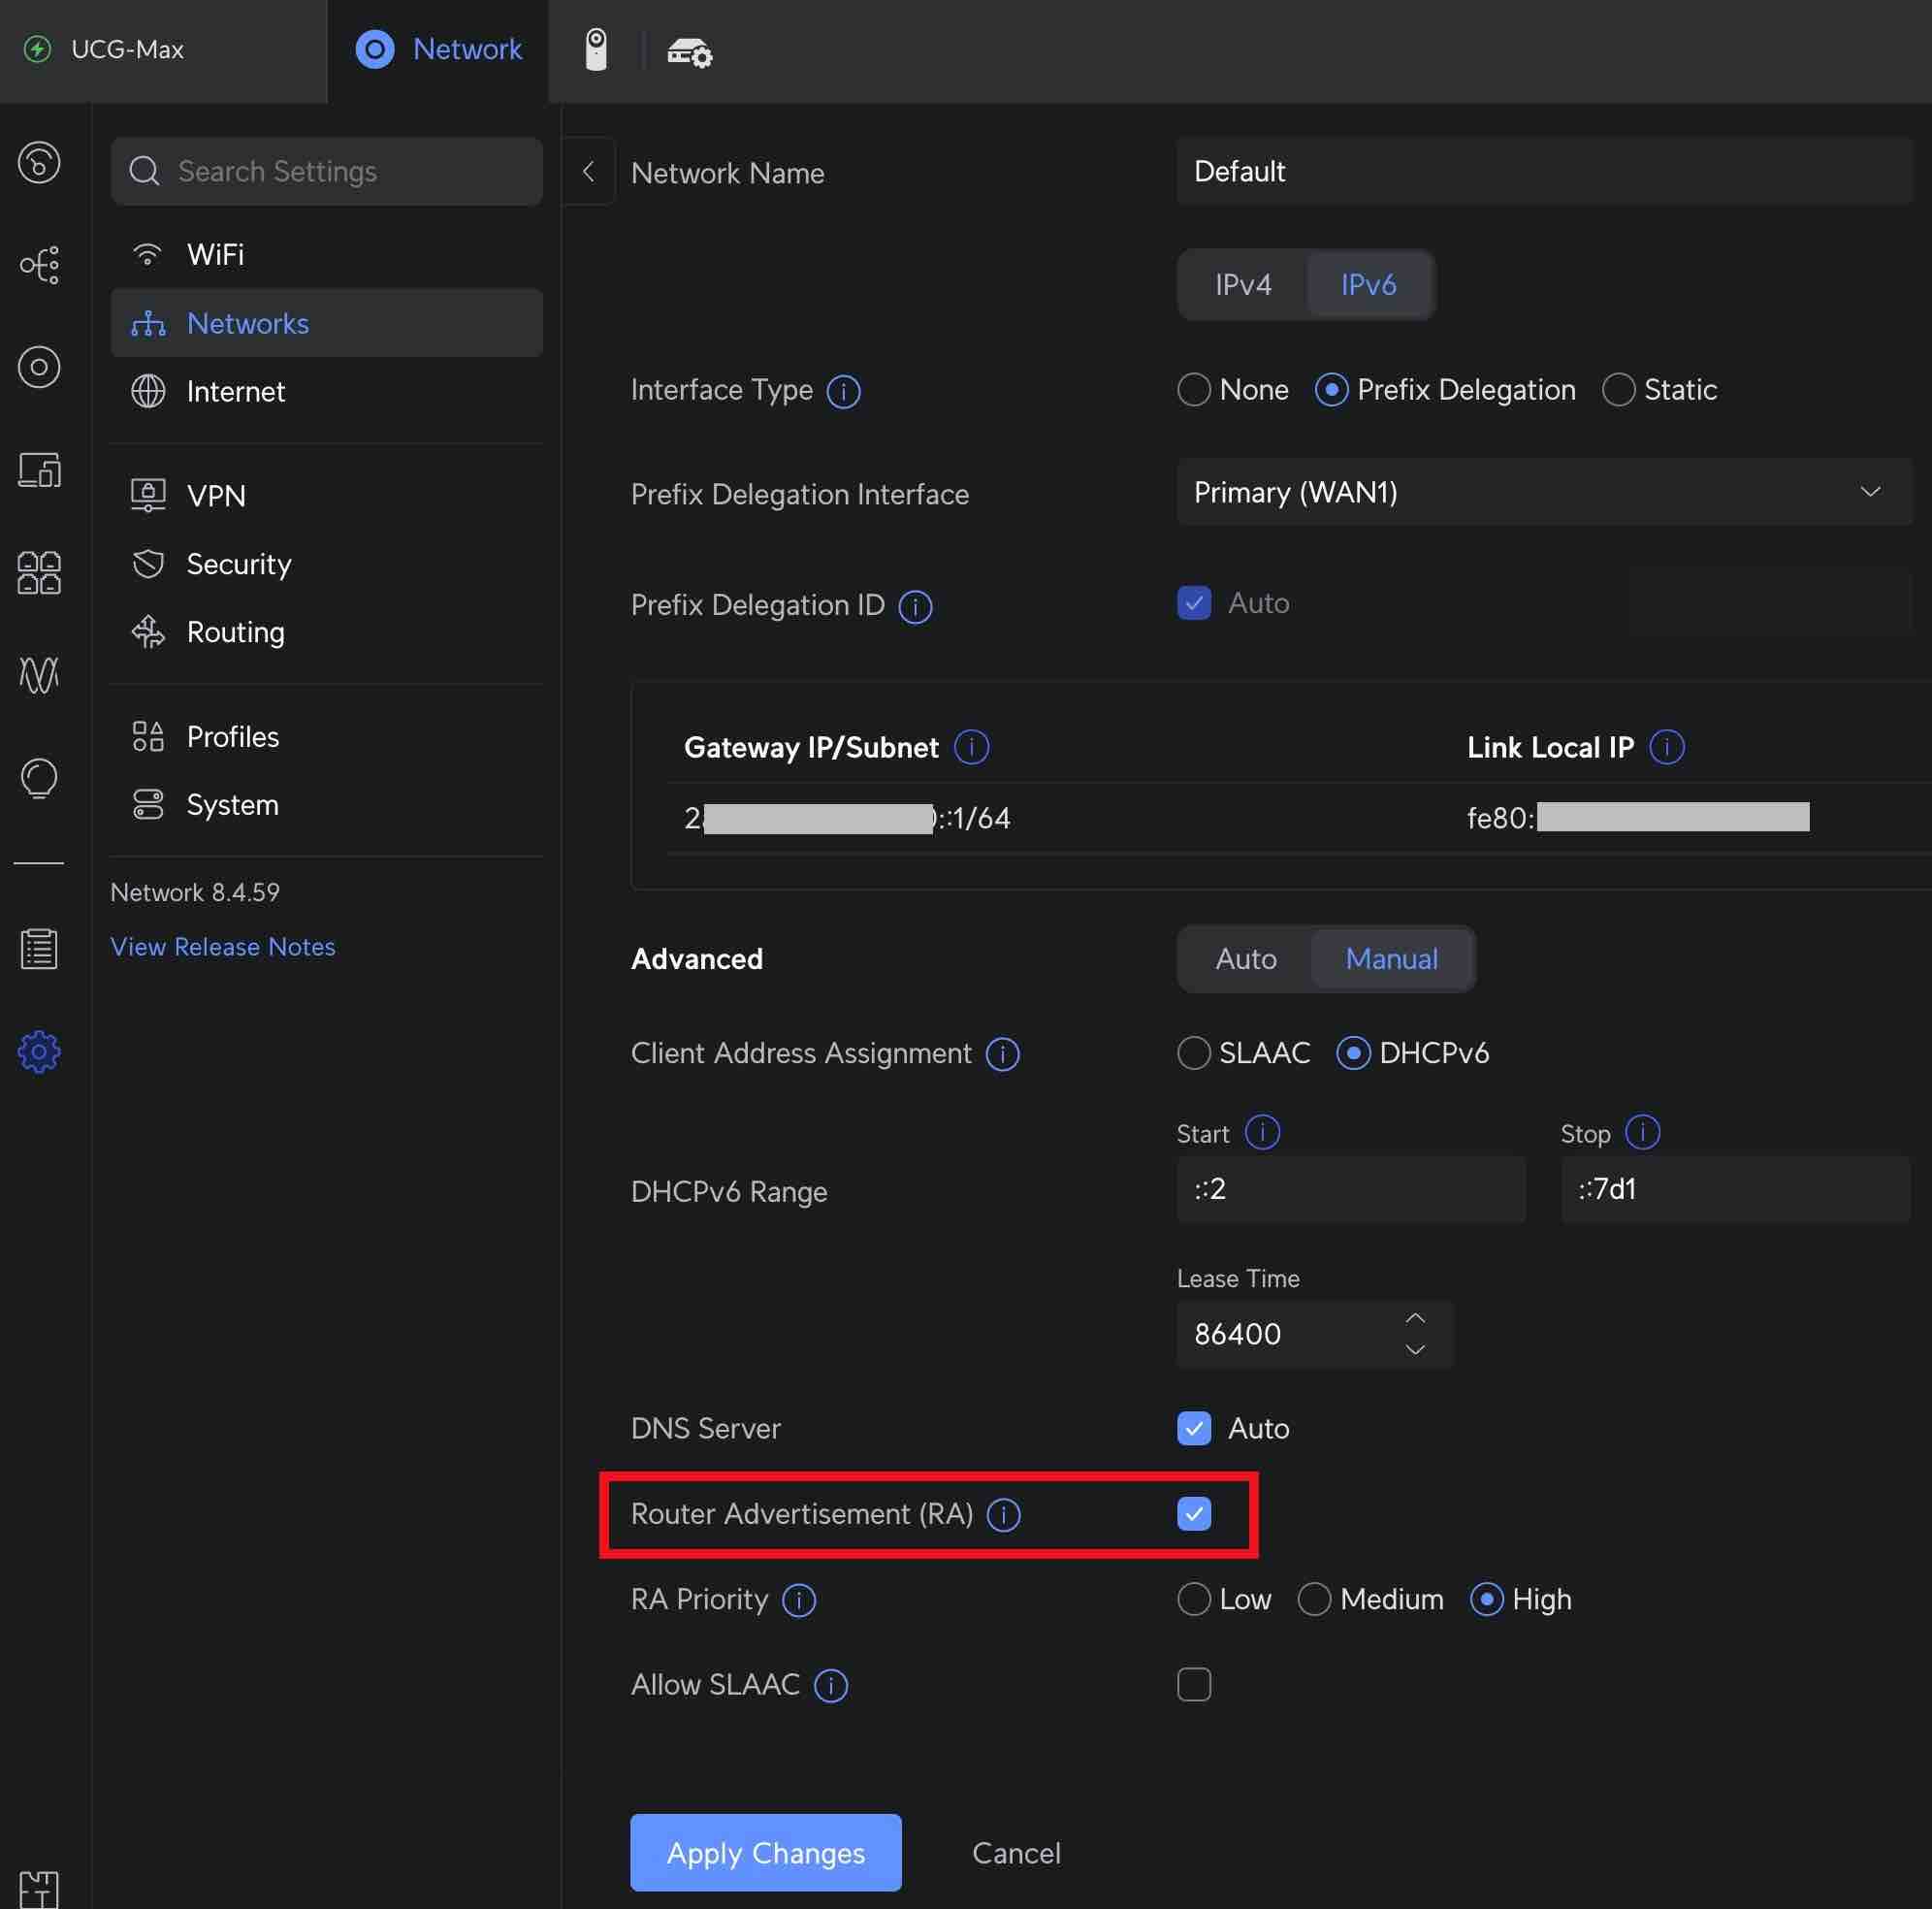 UCG-Max
Network
Search Settings
WiFi
Networks
Internet
VPN
Security
Routing
Profiles
System
Network 8.4.59
View Release Notes
Network Name
Default
IPv4 IPv6
Interface Type
None Prefix Delegation Static
Prefix Delegation Interface
Primary (WAN1)
Prefix Delegation ID
Auto
Gateway IP/Subnet Link Local IP
2 ::1/64 fe80:
Advanced
Auto Manual
Client Address Assignment
SLAAC DHCPv6
Start Stop
DHCPv6 Range
::2 ::7d1
Lease Time
86400
DNS Server
Auto
Router Advertisement (RA)
RA Priority
Low Medium High
Allow SLAAC
Apply Changes Cancel